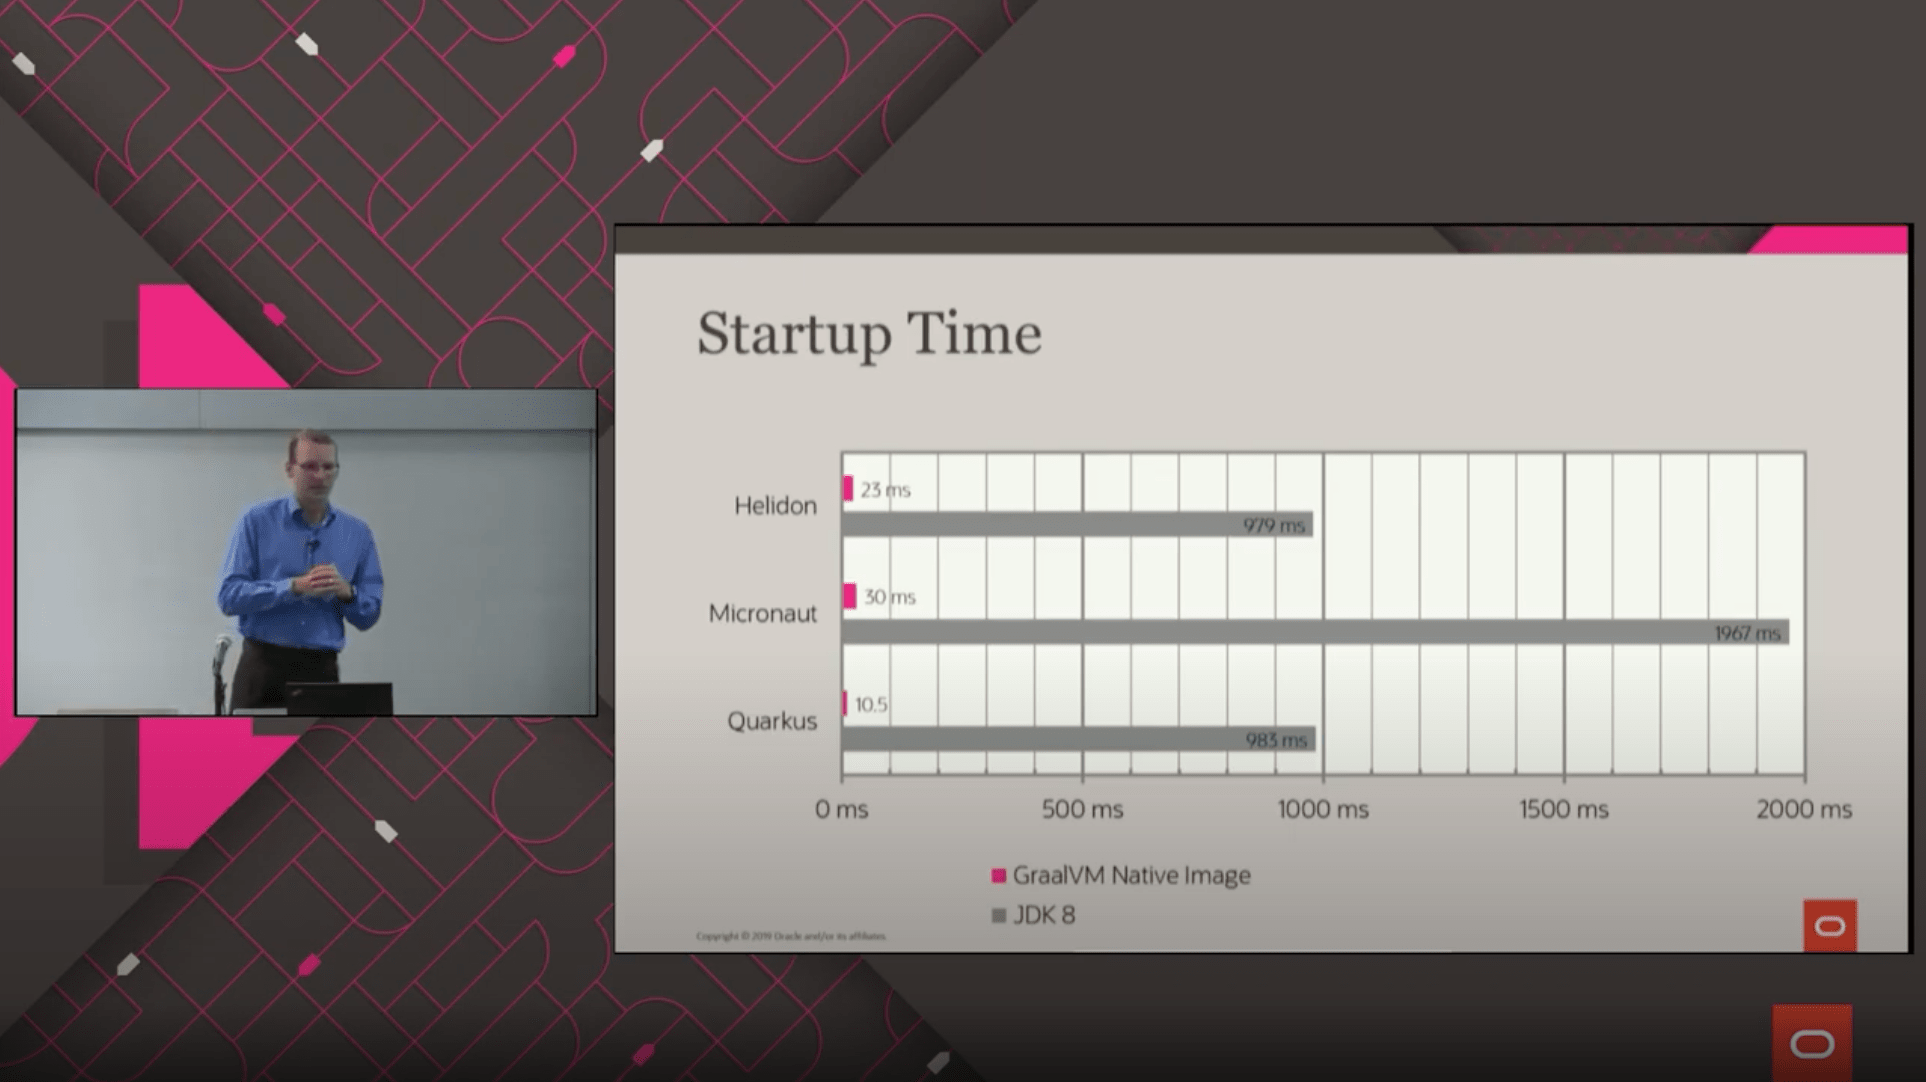 Startup Time
Helidon
23 ms
979 ms
Micronaut
30 ms
1967 ms
Quarkus
10.5
983 ms
0 ms 500 ms 1000 ms 1500 ms 2000 ms
GraalVM Native Image
JDK 8
Copyright © 2019 Oracle and/or its affiliates.